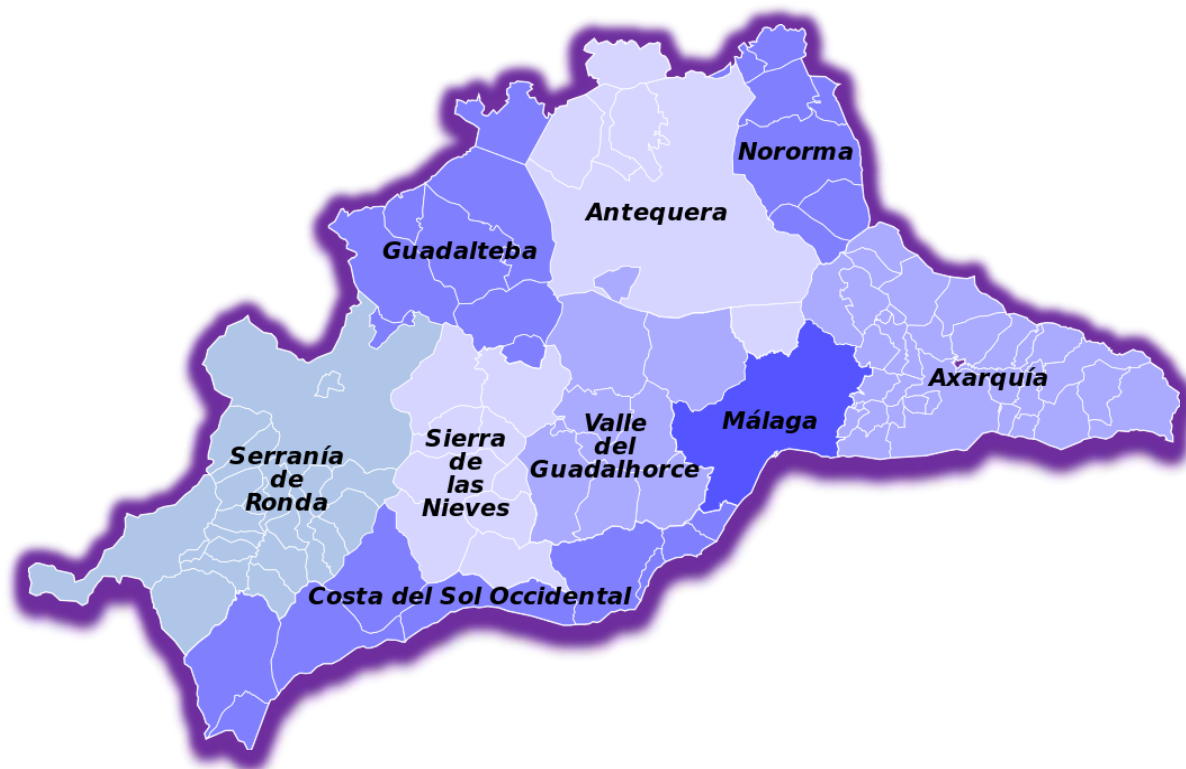 Nororma
Antequera
Guadalteba
Axarquía
Málaga
Valle
del
Guadalhorce
Sierra
de
las
Nieves
Serranía
de
Ronda
Costa del Sol Occidental